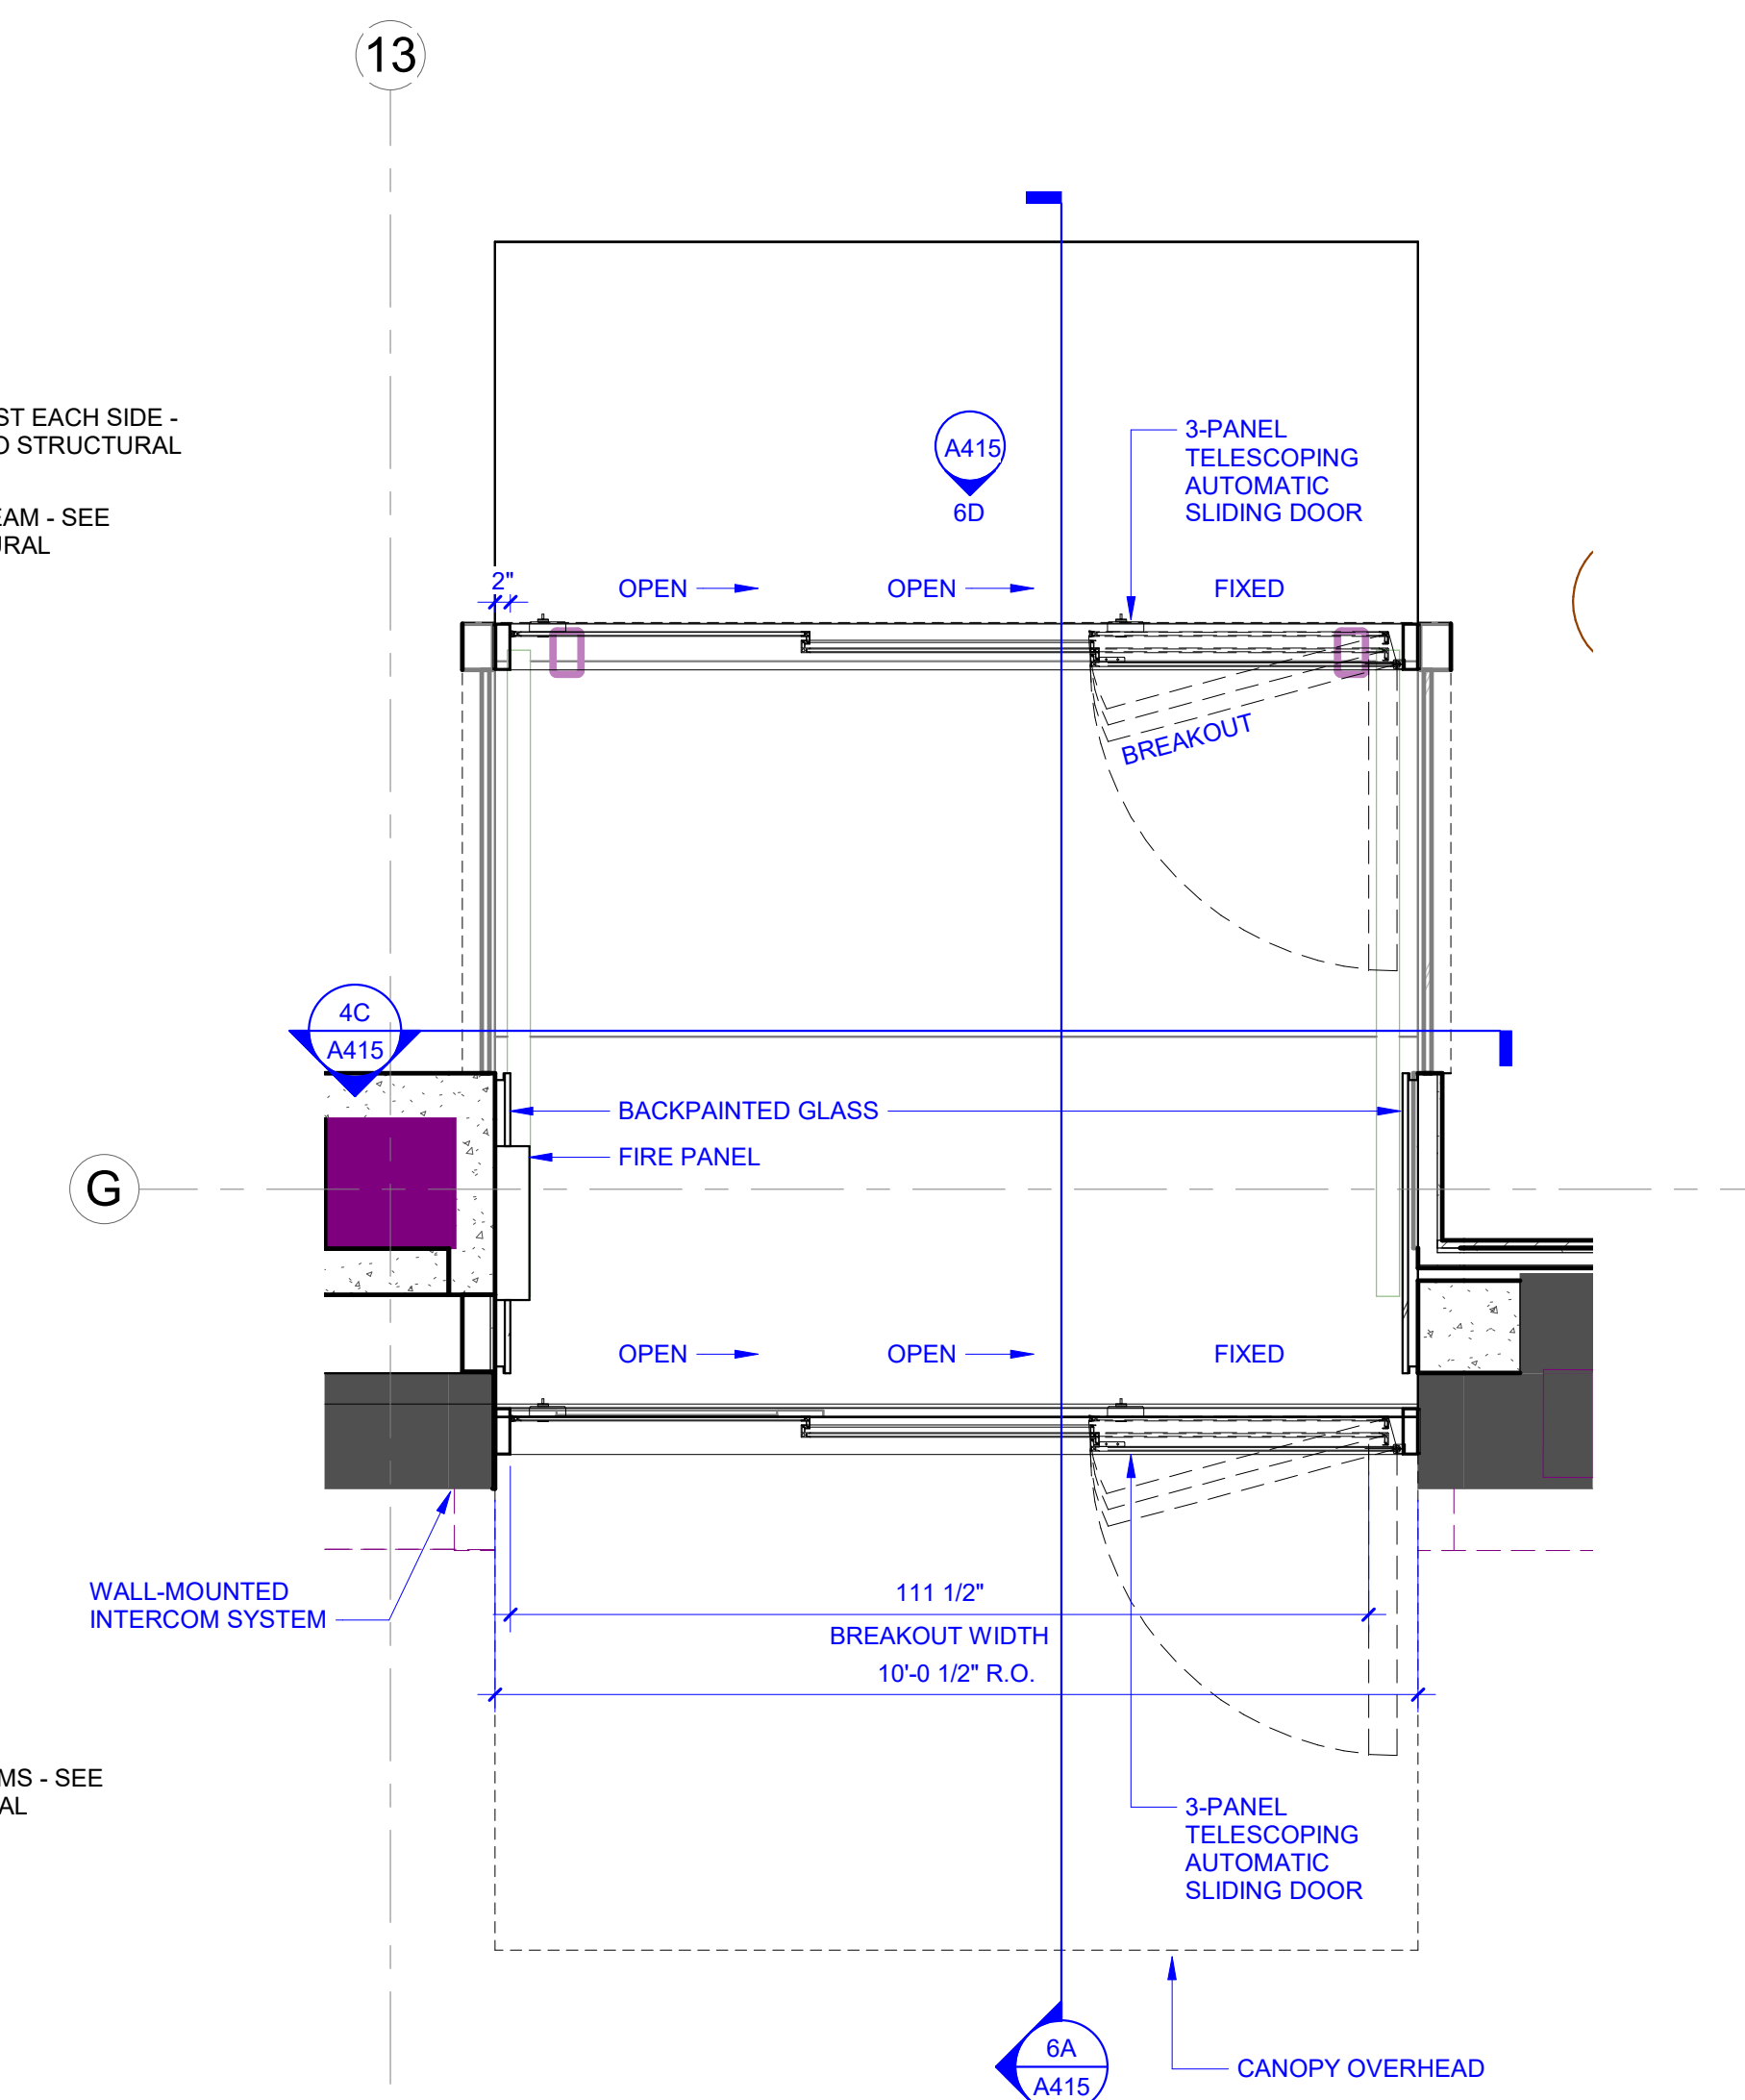 13
ST EACH SIDE -
O STRUCTURAL
EAM - SEE
URAL
A415
6D
3-PANEL
TELESCOPING
AUTOMATIC
SLIDING DOOR
2"
OPEN
OPEN
FIXED
BREAKOUT
4C
A415
BACKPAINTED GLASS
FIRE PANEL
G
OPEN
OPEN
FIXED
WALL-MOUNTED
INTERCOM SYSTEM
111 1/2"
BREAKOUT WIDTH
10'-0 1/2" R.O.
MS - SEE
AL
3-PANEL
TELESCOPING
AUTOMATIC
SLIDING DOOR
6A
A415
CANOPY OVERHEAD